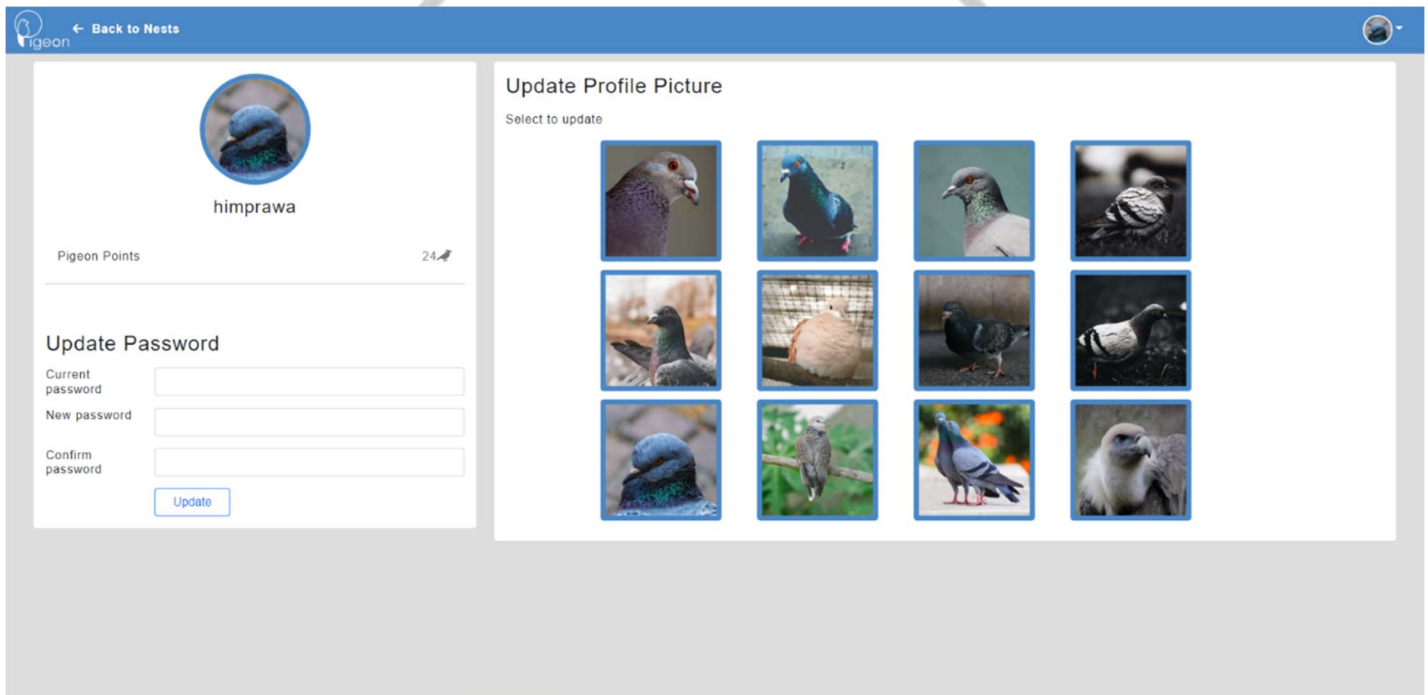 Pigeon
← Back to Nests
himprawa
Pigeon Points 24
Update Password
Current
password
New password
Confirm
password
Update
Update Profile Picture
Select to update